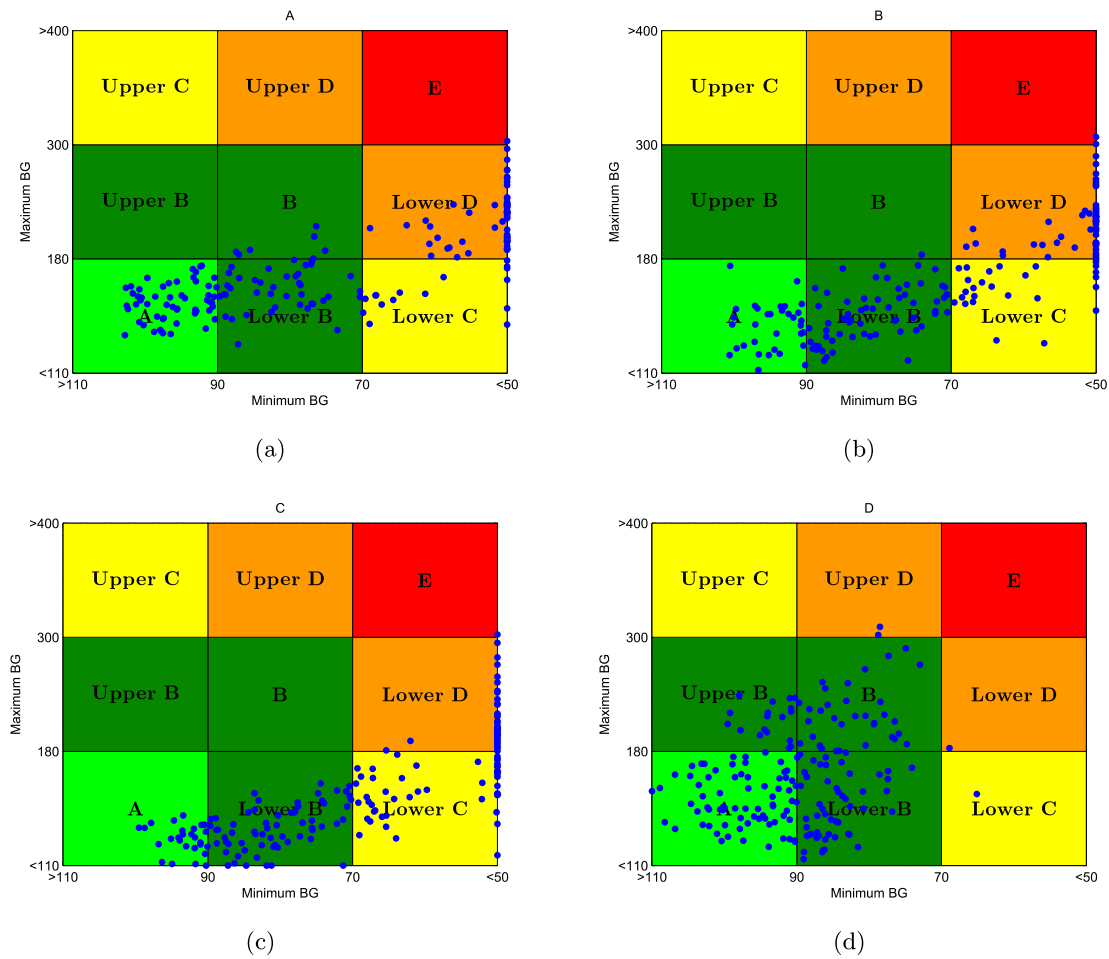 A
>400
Upper C
Upper D
E
300
Upper B
B
Lower D
180
A
Lower B
Lower C
<110
>110
90
70
<50
Maximum BG
Minimum BG
(a)
B
>400
Upper C
Upper D
E
300
Upper B
B
Lower D
180
A
Lower B
Lower C
<110
>110
90
70
<50
Maximum BG
Minimum BG
(b)
C
>400
Upper C
Upper D
E
300
Upper B
B
Lower D
180
A
Lower B
Lower C
<110
>110
90
70
<50
Maximum BG
Minimum BG
(c)
D
>400
Upper C
Upper D
E
300
Upper B
B
Lower D
180
A
Lower B
Lower C
<110
>110
90
70
<50
Maximum BG
Minimum BG
(d)